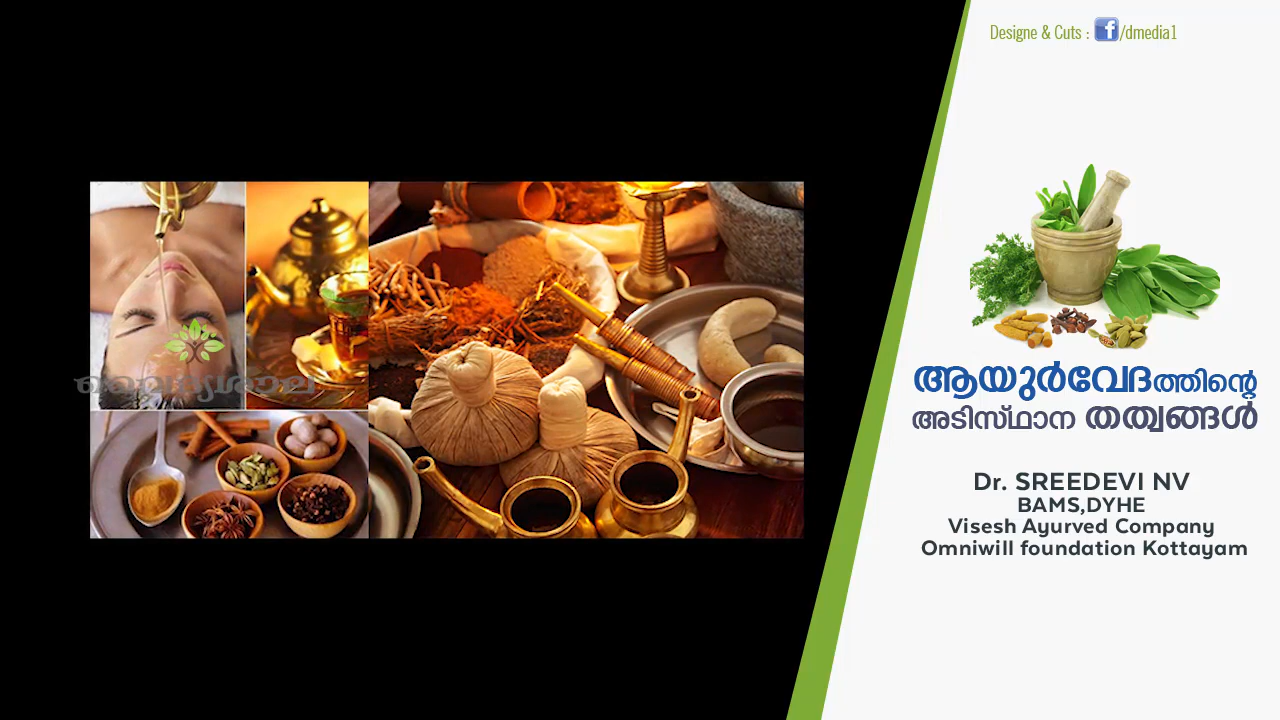 Designe & Cuts : f/dmedia1
വൈദ്യശാല
ആയുർവേദത്തിന്റെ
അടിസ്ഥാന തത്വങ്ങൾ
Dr. SREEDEVI NV
BAMS,DYHE
Visesh Ayurved Company
Omniwill foundation Kottayam